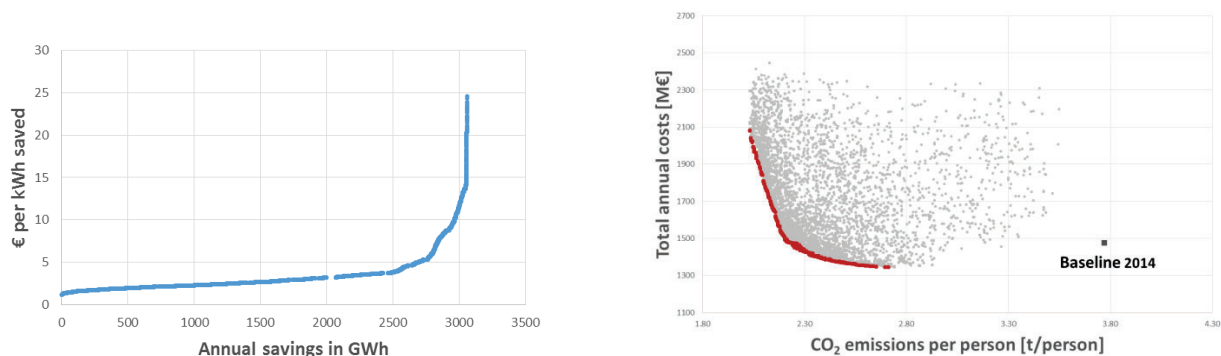 30
25
20
15
10
5
0
0 500 1000 1500 2000 2500 3000 3500
€ per kWh saved
Annual savings in GWh
2700
2500
2300
2100
1900
1700
1500
1300
1100
1.80 2.30 2.80 3.30 3.80 4.30
Total annual costs [M€]
Baseline 2014
CO₂ emissions per person [t/person]